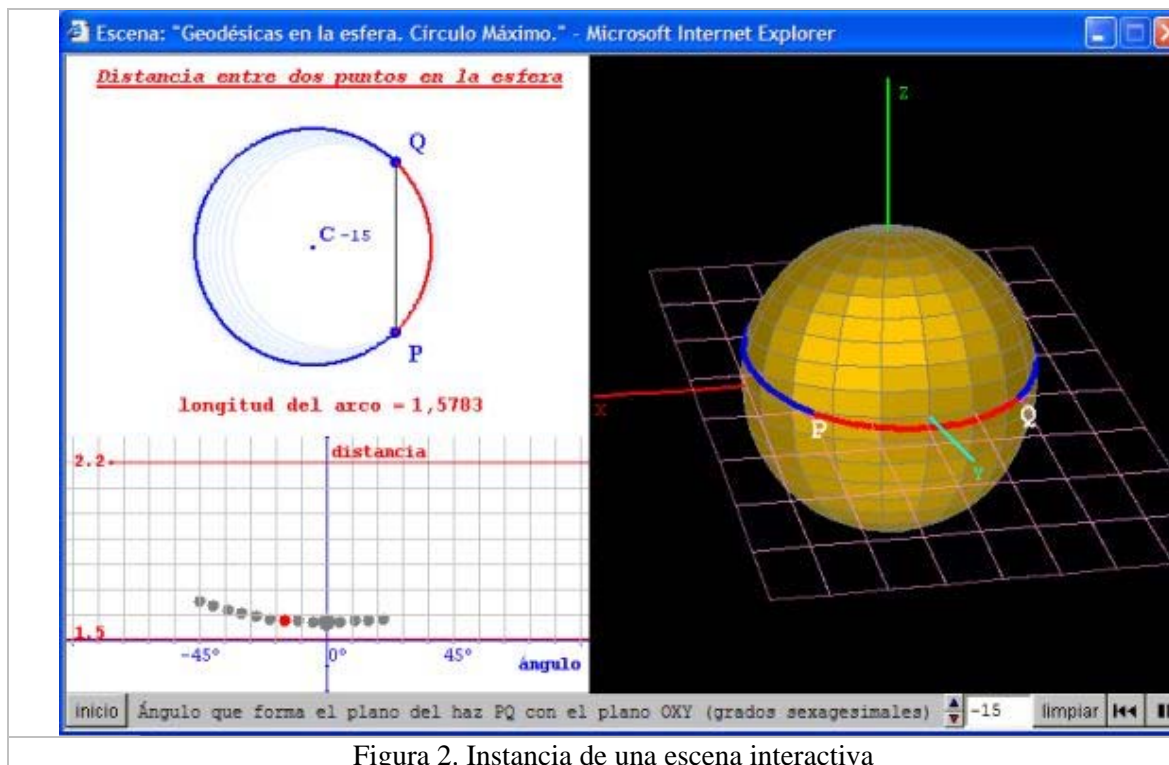 Escena: "Geodésicas en la esfera. Círculo Máximo." - Microsoft Internet Explorer
Distancia entre dos puntos en la esfera
Q
C -15
P
longitud del arco = 1,5783
distancia
2.2
1.5
-45°
0°
45°
ángulo
Z
X
P
Q
Y
inicio
Ángulo que forma el plano del haz PQ con el plano OXY (grados sexagesimales)
-15
limpiar
Figura 2. Instancia de una escena interactiva